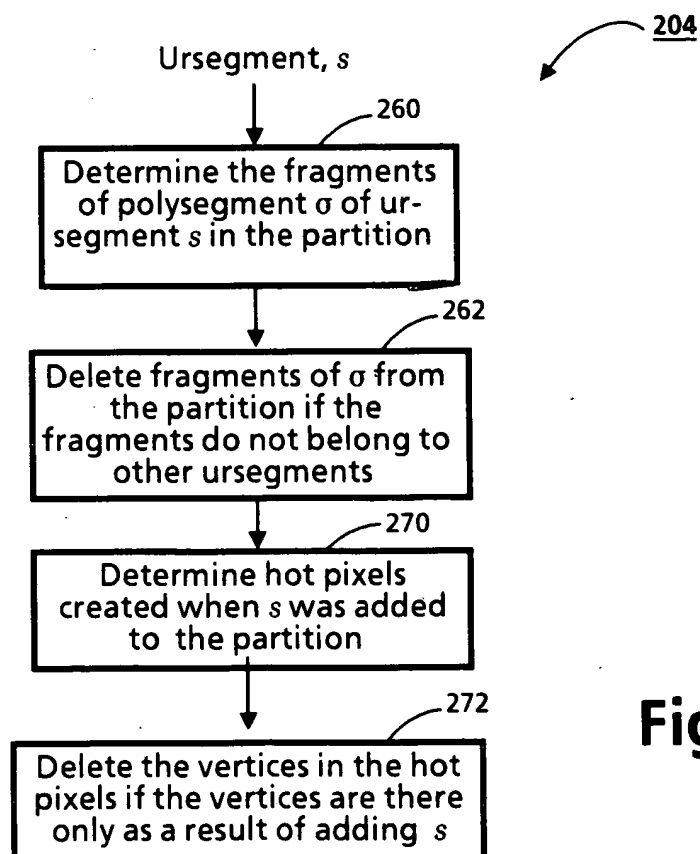 204
Ursegment, s
260
Determine the fragments
of polysegment σ of ur-
segment s in the partition
262
Delete fragments of σ from
the partition if the
fragments do not belong to
other ursegments
270
Determine hot pixels
created when s was added
to the partition
272
Delete the vertices in the hot
pixels if the vertices are there
only as a result of adding s
Fig